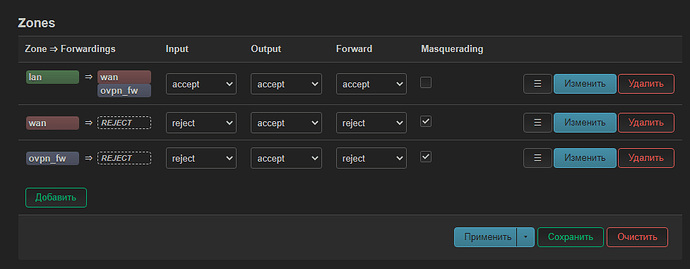 Zones
Zone ⇒ Forwardings Input Output Forward Masquerading
lan ⇒ wan accept accept accept ☰ Изменить Удалить
ovpn_fw
wan ⇒ REJECT reject accept reject ☰ Изменить Удалить
ovpn_fw ⇒ REJECT reject accept reject ☰ Изменить Удалить
Добавить
Применить Сохранить Очистить